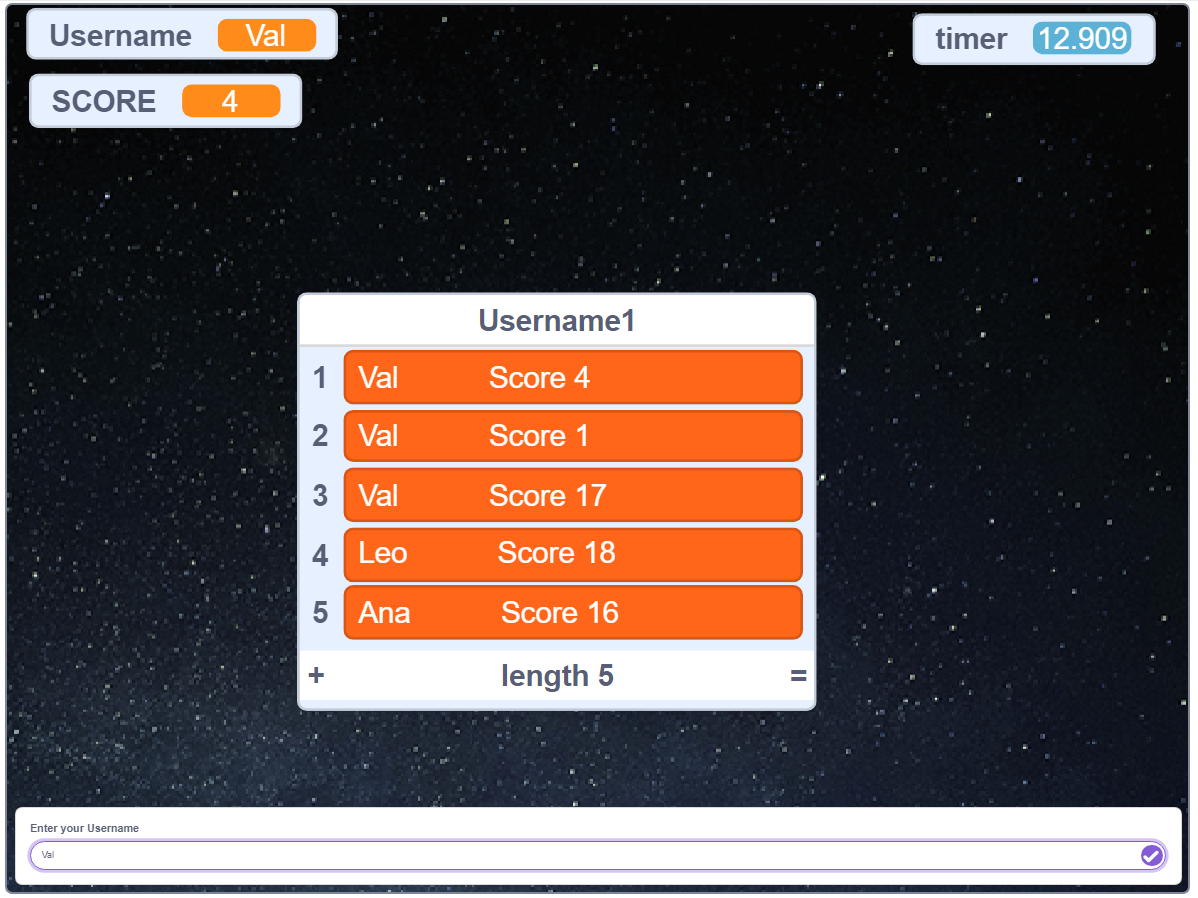 Username Val
timer 12.909
SCORE 4
Username1
1 Val Score 4
2 Val Score 1
3 Val Score 17
4 Leo Score 18
5 Ana Score 16
+ length 5 =
Enter your Username
Val